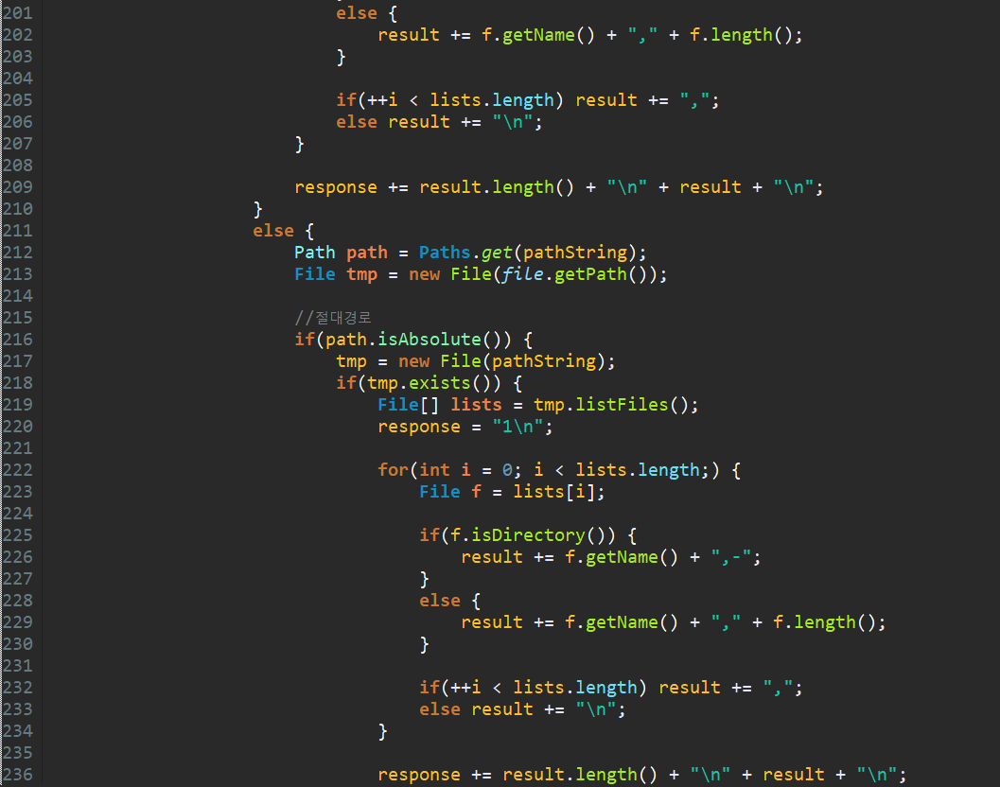 201 else {
202 result += f.getName() + "," + f.length();
203 }
204
205 if(++i < lists.length) result += ",";
206 else result += "\n";
207 }
208
209 response += result.length() + "\n" + result + "\n";
210 }
211 else {
212 Path path = Paths.get(pathString);
213 File tmp = new File(file.getPath());
214
215 //절대경로
216 if(path.isAbsolute()) {
217 tmp = new File(pathString);
218 if(tmp.exists()) {
219 File[] lists = tmp.listFiles();
220 response = "1\n";
221
222 for(int i = 0; i < lists.length;) {
223 File f = lists[i];
224
225 if(f.isDirectory()) {
226 result += f.getName() + ",-";
227 }
228 else {
229 result += f.getName() + "," + f.length();
230 }
231
232 if(++i < lists.length) result += ",";
233 else result += "\n";
234 }
235
236 response += result.length() + "\n" + result + "\n";